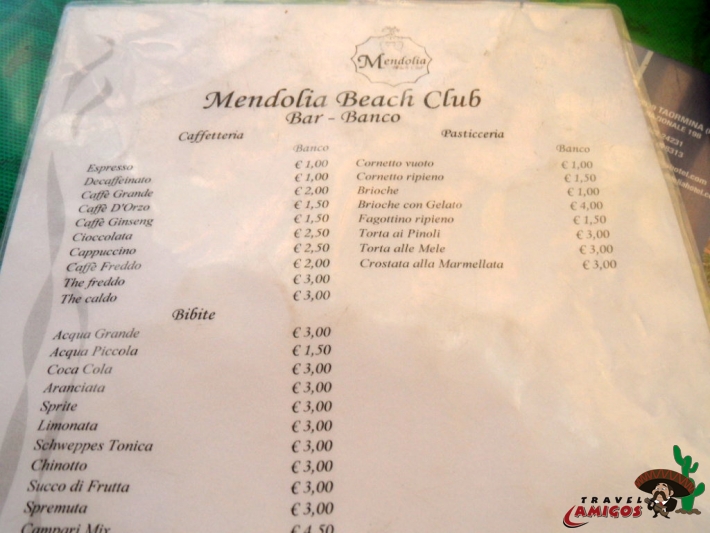 Mendolia
Mendolia Beach Club
Bar - Banco
Caffetteria
Banco
Espresso € 1,00
Decaffeinato € 1,00
Caffè Grande € 2,00
Caffè D'Orzo € 1,50
Caffè Ginseng € 1,50
Cioccolata € 2,50
Cappuccino € 2,50
Caffè Freddo € 2,00
The freddo € 3,00
The caldo € 3,00
Pasticceria
Banco
Cornetto vuoto € 1,00
Cornetto ripieno € 1,50
Brioche € 1,00
Brioche con Gelato € 4,00
Fagottino ripieno € 1,50
Torta ai Pinoli € 3,00
Torta alle Mele € 3,00
Crostata alla Marmellata € 3,00
Bibite
Acqua Grande € 3,00
Acqua Piccola € 1,50
Coca Cola € 3,00
Aranciata € 3,00
Sprite € 3,00
Limonata € 3,00
Schweppes Tonica € 3,00
Chinotto € 3,00
Succo di Frutta € 3,00
Spremuta € 3,00
Campari Mix € 4,50
TAORMINA
TRAVEL
AMIGOS